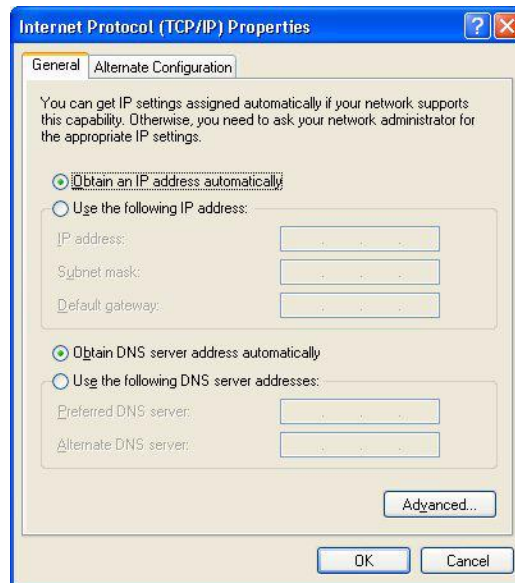 Internet Protocol (TCP/IP) Properties
General
Alternate Configuration
You can get IP settings assigned automatically if your network supports
this capability. Otherwise, you need to ask your network administrator for
the appropriate IP settings.
Obtain an IP address automatically
Use the following IP address:
IP address:
Subnet mask:
Default gateway:
Obtain DNS server address automatically
Use the following DNS server addresses:
Preferred DNS server:
Alternate DNS server:
Advanced...
OK
Cancel